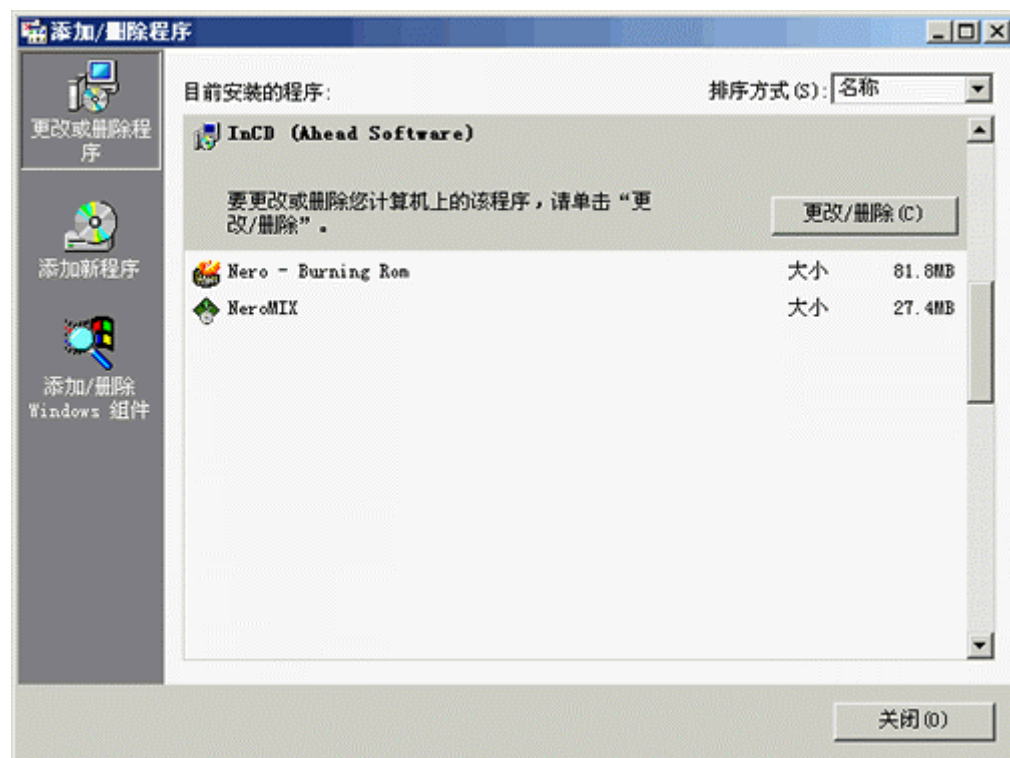 添加/删除程序
更改或删除程
序
添加新程序
添加/删除
Windows 组件
目前安装的程序:
排序方式(S): 名称
InCD (Ahead Software)
要更改或删除您计算机上的该程序，请单击“更
改/删除”。
更改/删除(C)
Nero - Burning Rom 大小 81.8MB
NeroMIX 大小 27.4MB
关闭(O)